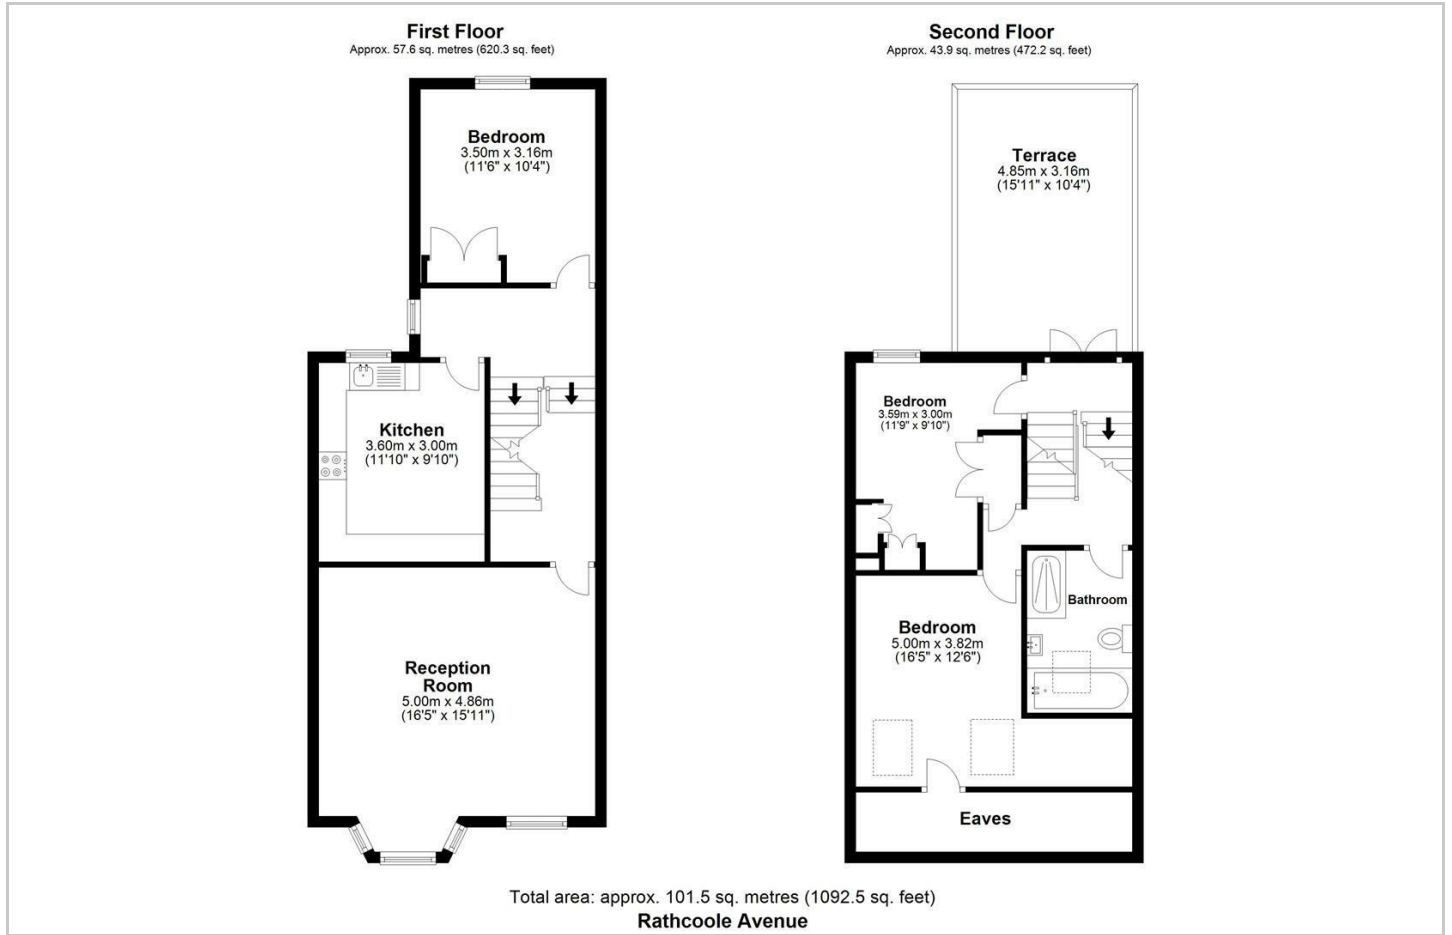 First Floor
Approx. 57.6 sq. metres (620.3 sq. feet)
Bedroom
3.50m x 3.16m
(11'6" x 10'4")
Kitchen
3.60m x 3.00m
(11'10" x 9'10")
Reception
Room
5.00m x 4.86m
(16'5" x 15'11")
Second Floor
Approx. 43.9 sq. metres (472.2 sq. feet)
Terrace
4.85m x 3.16m
(15'11" x 10'4")
Bedroom
3.59m x 3.00m
(11'9" x 9'10")
Bathroom
Bedroom
5.00m x 3.82m
(16'5" x 12'6")
Eaves
Total area: approx. 101.5 sq. metres (1092.5 sq. feet)
Rathcoole Avenue